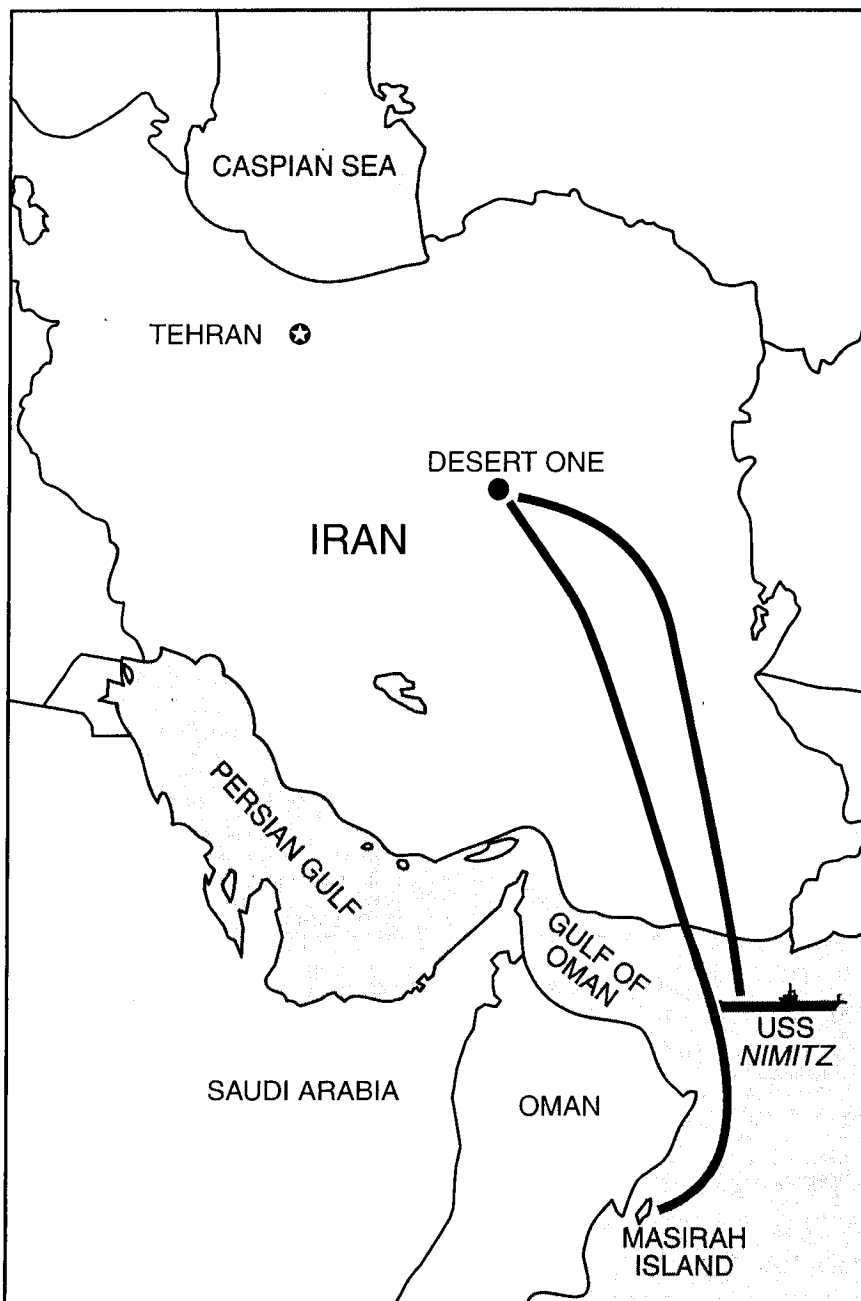 CASPIAN SEA
TEHRAN
DESERT ONE
IRAN
PERSIAN GULF
GULF OF
OMAN
USS
NIMITZ
SAUDI ARABIA
OMAN
MASIRAH
ISLAND